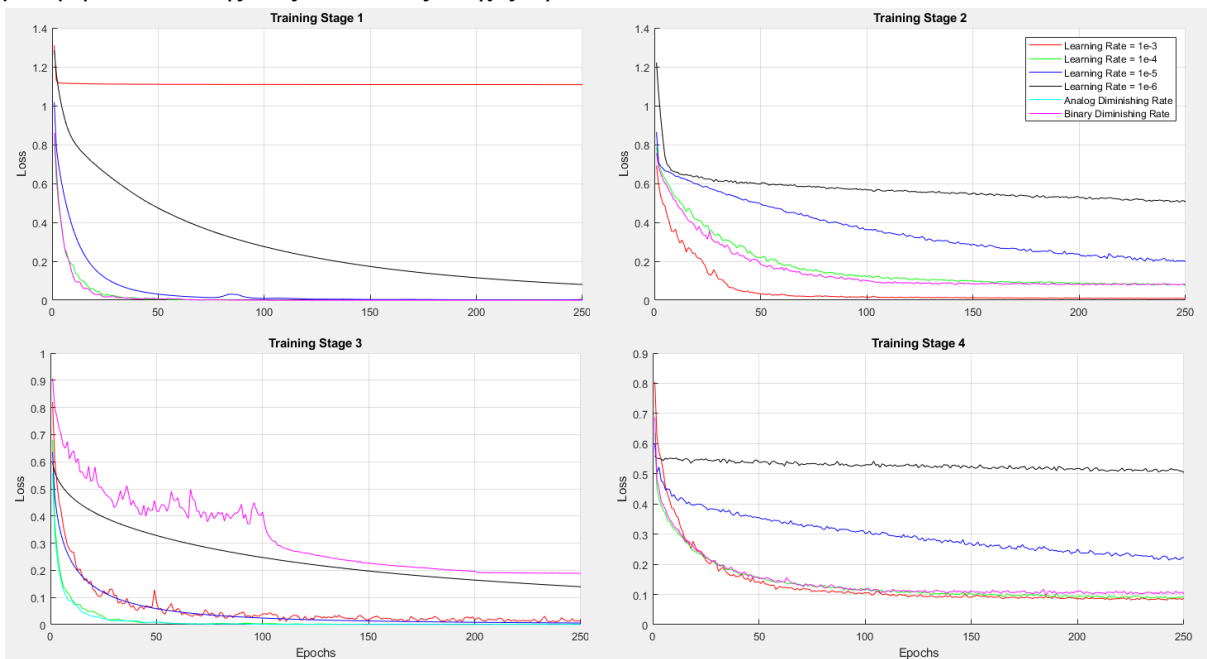 Training Stage 1
1.4
1.2
1
0.8
0.6
0.4
0.2
0
Loss
0 50 100 150 200 250
Training Stage 2
1.4
1.2
1
0.8
0.6
0.4
0.2
0
Loss
0 50 100 150 200 250
Learning Rate = 1e-3
Learning Rate = 1e-4
Learning Rate = 1e-5
Learning Rate = 1e-6
Analog Diminishing Rate
Binary Diminishing Rate
Training Stage 3
1
0.9
0.8
0.7
0.6
0.5
0.4
0.3
0.2
0.1
0
Loss
0 50 100 150 200 250
Epochs
Training Stage 4
0.9
0.8
0.7
0.6
0.5
0.4
0.3
0.2
0.1
0
Loss
0 50 100 150 200 250
Epochs